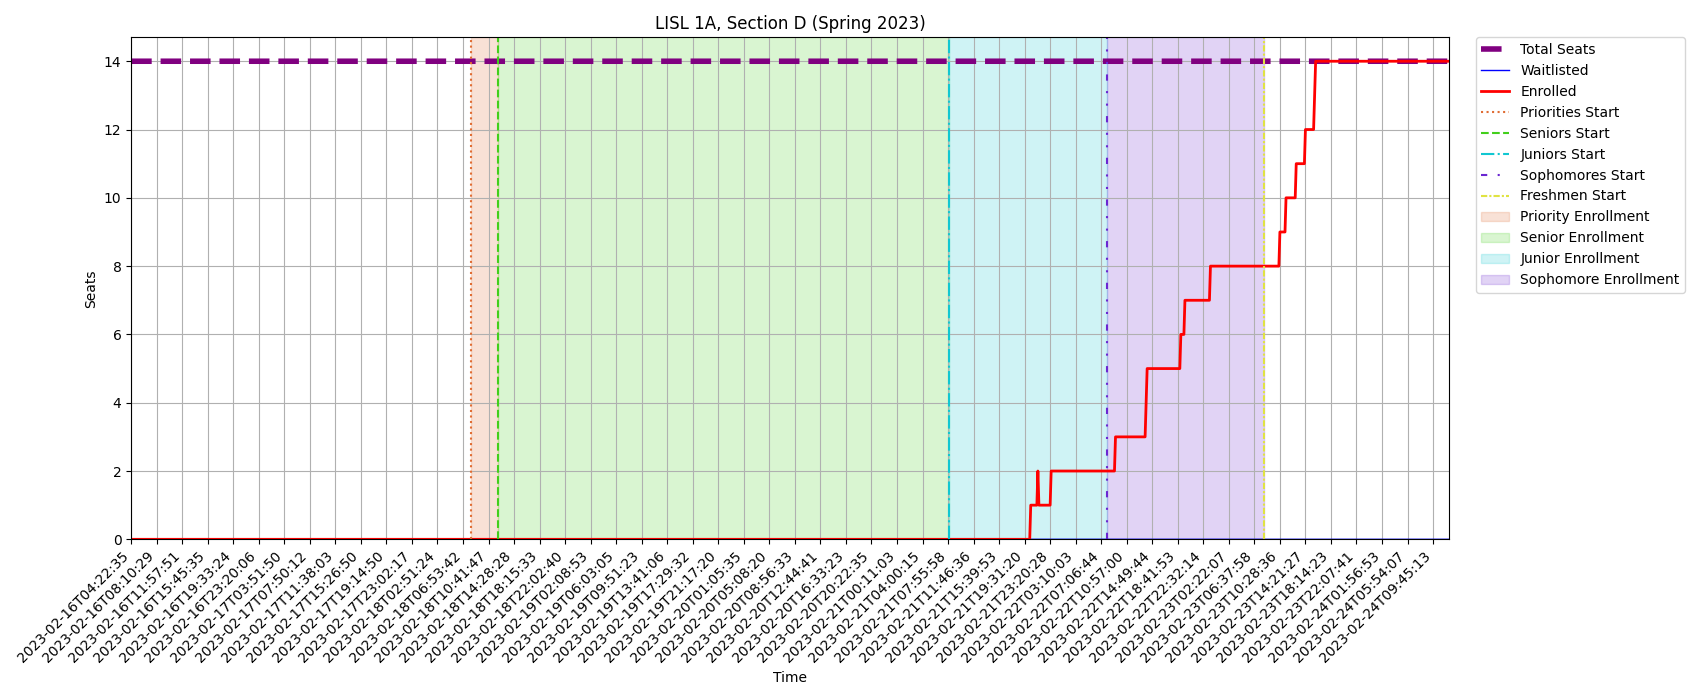 LISL 1A, Section D (Spring 2023)
Total Seats
Waitlisted
Enrolled
Priorities Start
Seniors Start
Juniors Start
Sophomores Start
Freshmen Start
Priority Enrollment
Senior Enrollment
Junior Enrollment
Sophomore Enrollment
Seats
14
12
10
8
6
4
2
0
2023-02-16T04:22:35
2023-02-16T08:10:29
2023-02-16T11:57:51
2023-02-16T15:45:35
2023-02-16T19:33:24
2023-02-16T23:20:06
2023-02-17T03:51:50
2023-02-17T07:50:12
2023-02-17T11:38:03
2023-02-17T15:26:50
2023-02-17T19:14:50
2023-02-17T23:02:17
2023-02-18T02:51:24
2023-02-18T06:53:42
2023-02-18T10:41:47
2023-02-18T14:28:28
2023-02-18T18:15:33
2023-02-18T22:02:40
2023-02-19T02:08:53
2023-02-19T06:03:05
2023-02-19T09:51:23
2023-02-19T13:41:06
2023-02-19T17:29:32
2023-02-19T21:17:20
2023-02-20T01:05:35
2023-02-20T05:08:20
2023-02-20T08:56:33
2023-02-20T12:44:41
2023-02-20T16:33:23
2023-02-20T20:22:35
2023-02-21T00:11:03
2023-02-21T04:00:15
2023-02-21T07:55:58
2023-02-21T11:46:36
2023-02-21T15:39:53
2023-02-21T19:31:20
2023-02-21T23:20:28
2023-02-22T03:10:03
2023-02-22T07:06:44
2023-02-22T10:57:00
2023-02-22T14:49:44
2023-02-22T18:41:53
2023-02-22T22:32:14
2023-02-23T02:22:07
2023-02-23T06:37:58
2023-02-23T10:28:36
2023-02-23T14:21:27
2023-02-23T18:14:23
2023-02-23T22:07:41
2023-02-24T01:56:53
2023-02-24T05:54:07
2023-02-24T09:45:13
Time